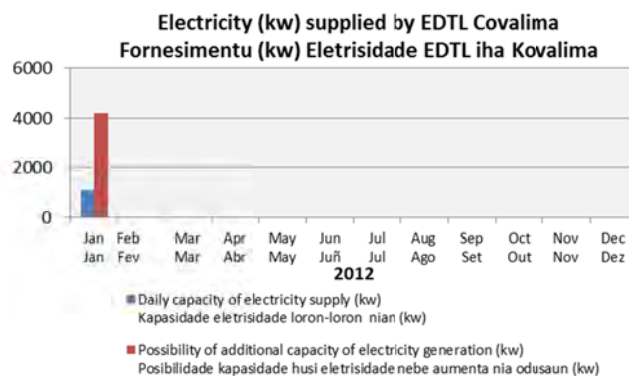 Electricity (kw) supplied by EDTL Covalima
Fornesimentu (kw) Eletrisidade EDTL iha Kovalima
6000
4000
2000
0
Jan Feb Mar Apr May Jun Jul Aug Sep Oct Nov Dec
Jan Fev Mar Abr May Juñ Jul Ago Set Out Nov Dez
2012
Daily capacity of electricity supply (kw)
Kapasidade eletrisidade loron-loron nian (kw)
Possibility of additional capacity of electricity generation (kw)
Posibilidade kapasidade husi eletrisidade nebe aumenta nia odusaun (kw)